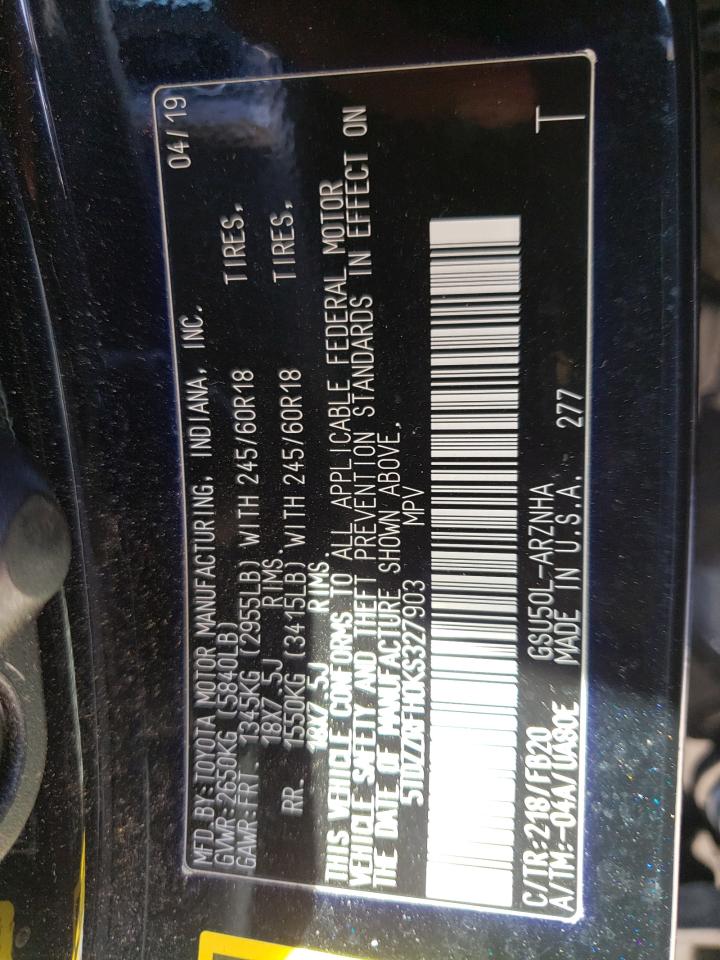 MFD. BY: TOYOTA MOTOR MANUFACTURING, INDIANA, INC. 04/19
GVWR: 2650KG (5840LB)
GAWR: FRT. 1345KG (2955LB) WITH 245/60R18 TIRES,
18X7.5J RIMS.
RR. 1550KG (3415LB) WITH 245/60R18 TIRES,
18X7.5J RIMS
THIS VEHICLE CONFORMS TO ALL APPLICABLE FEDERAL MOTOR
VEHICLE SAFETY AND THEFT PREVENTION STANDARDS IN EFFECT ON
THE DATE OF MANUFACTURE SHOWN ABOVE.
MPV
C/TR: 218/FB20 GSU50L-ARZNHA
A/TM: -04A/UA80E MADE IN U.S.A. 277 T